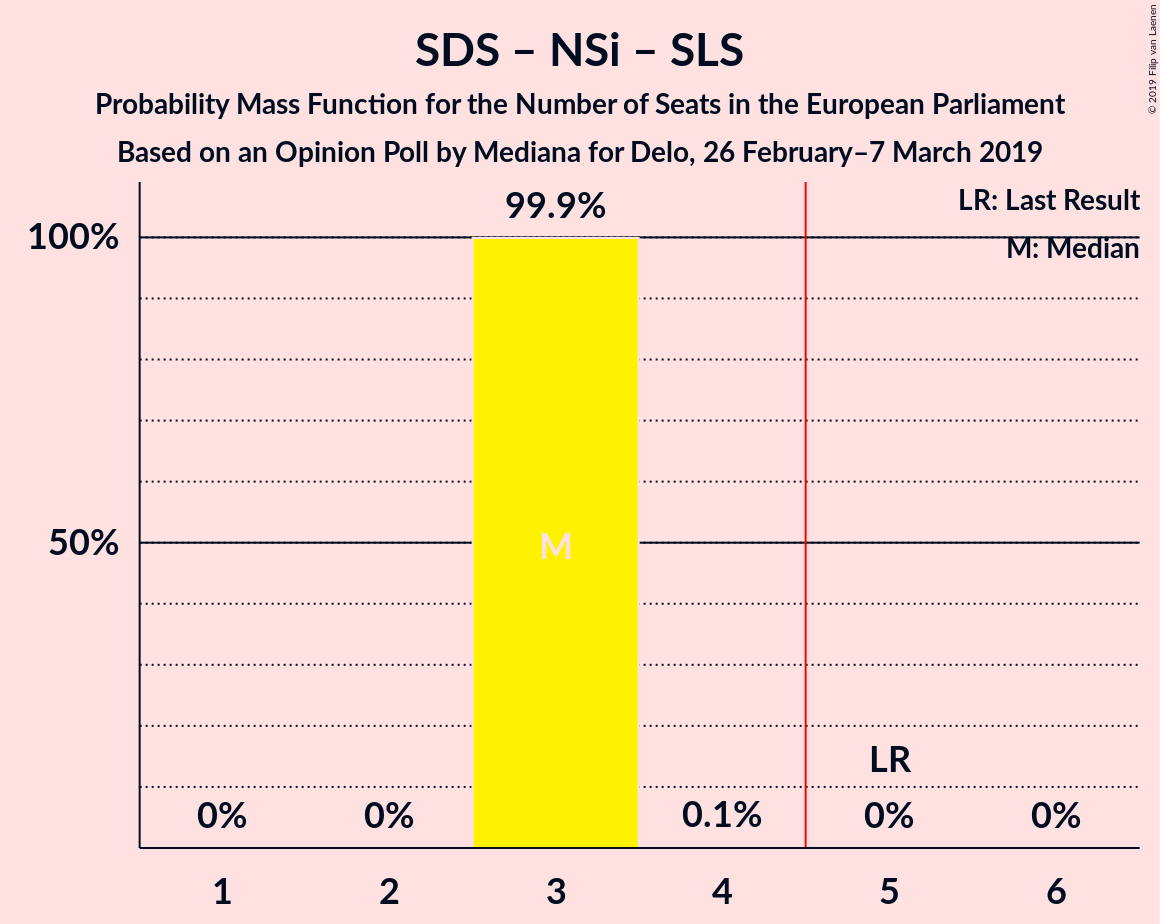 SDS – NSi – SLS
Probability Mass Function for the Number of Seats in the European Parliament
Based on an Opinion Poll by Mediana for Delo, 26 February–7 March 2019
© 2019 Filip van Laenen
LR: Last Result
M: Median
99.9%
100%
50%
M
LR
0%
0%
0.1%
0%
0%
1
2
3
4
5
6